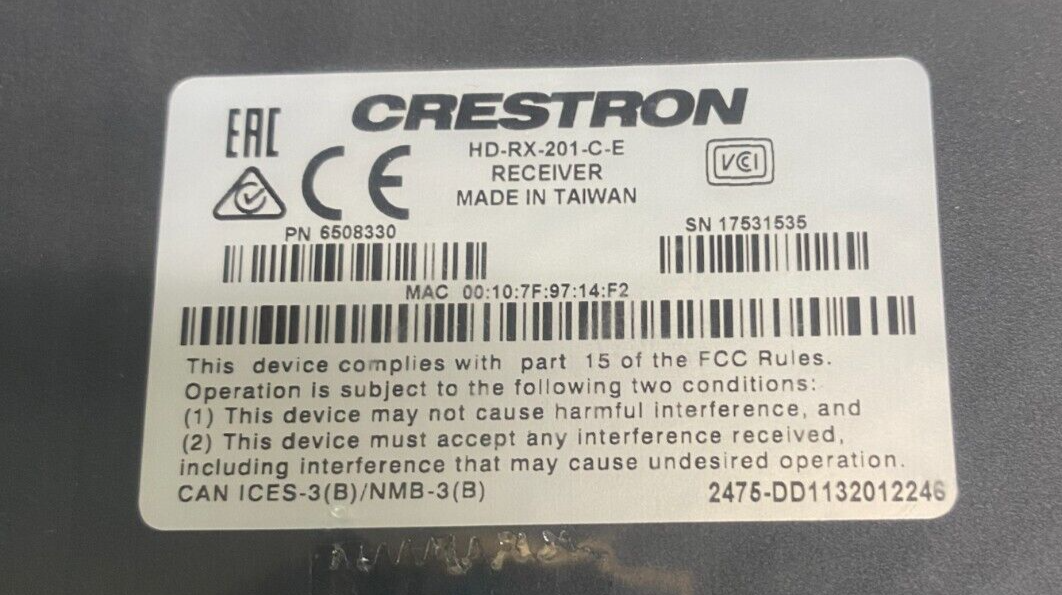 EAC
CRESTRON
CE
HD-RX-201-C-E
VCCI
RECEIVER
MADE IN TAIWAN
PN 6508330
SN 17531535
MAC 00:10:7F:97:14:F2
This device complies with part 15 of the FCC Rules.
Operation is subject to the following two conditions:
(1) This device may not cause harmful interference, and
(2) This device must accept any interference received,
including interference that may cause undesired operation.
CAN ICES-3(B)/NMB-3(B)
2475-DD1132012246